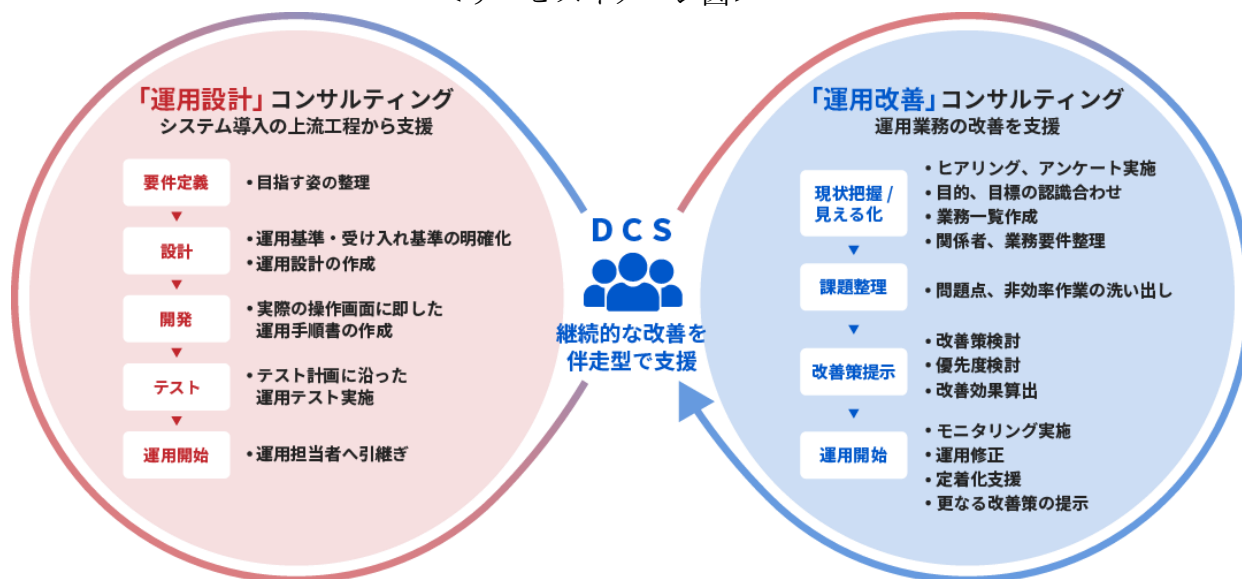 「運用設計」コンサルティング
システム導入の上流工程から支援
要件定義
・目指す姿の整理
設計
・運用基準・受け入れ基準の明確化
・運用設計の作成
開発
・実際の操作画面に即した
運用手順書の作成
テスト
・テスト計画に沿った
運用テスト実施
運用開始
・運用担当者へ引継ぎ
DCS
継続的な改善を
伴走型で支援
「運用改善」コンサルティング
運用業務の改善を支援
現状把握 /
見える化
・ヒアリング、アンケート実施
・目的、目標の認識合わせ
・業務一覧作成
・関係者、業務要件整理
課題整理
・問題点、非効率作業の洗い出し
改善策提示
・改善策検討
・優先度検討
・改善効果算出
運用開始
・モニタリング実施
・運用修正
・定着化支援
・更なる改善策の提示